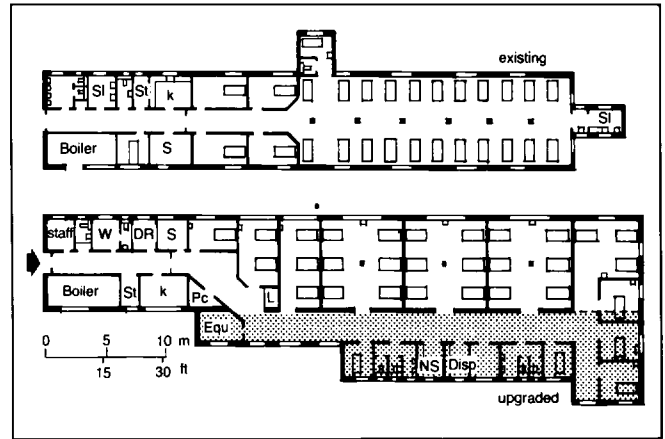 existing
Sl St k
Sl
Boiler S
staff W DR S
Boiler St k Pc L
Equ
NS Disp
0 5 10 m
15 30 ft
upgraded